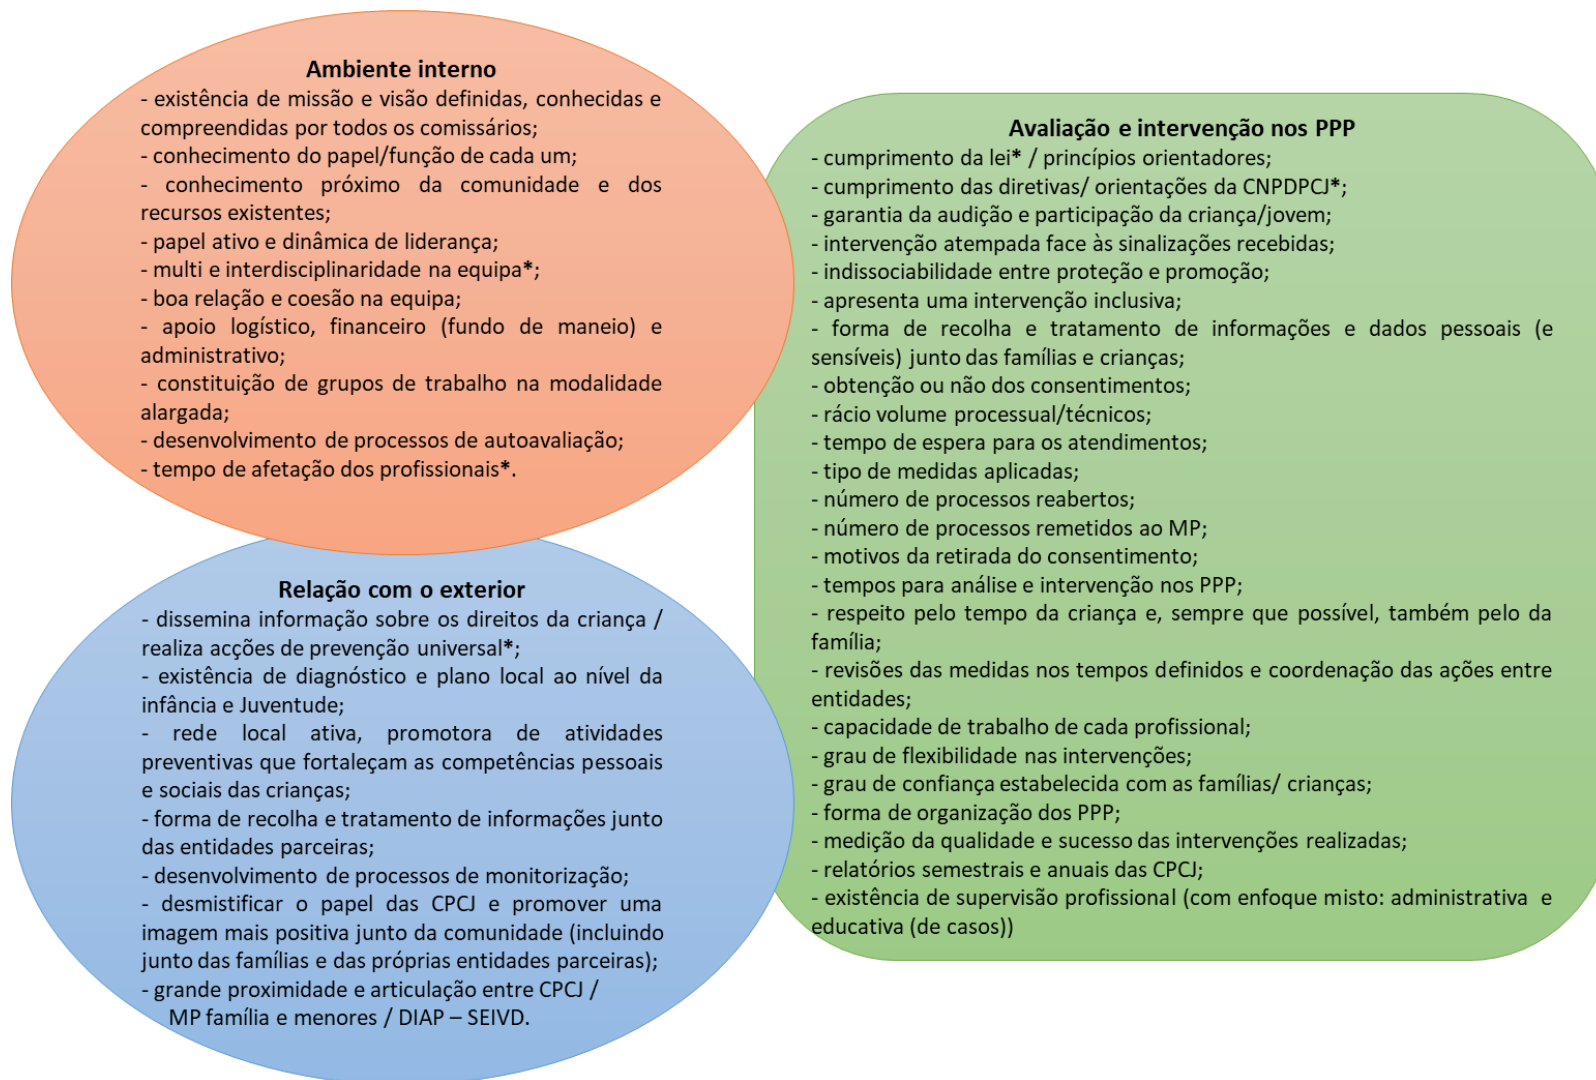 Ambiente interno
- existência de missão e visão definidas, conhecidas e
compreendidas por todos os comissários;
- conhecimento do papel/função de cada um;
- conhecimento próximo da comunidade e dos
recursos existentes;
- papel ativo e dinâmica de liderança;
- multi e interdisciplinaridade na equipa*;
- boa relação e coesão na equipa;
- apoio logístico, financeiro (fundo de maneio) e
administrativo;
- constituição de grupos de trabalho na modalidade
alargada;
- desenvolvimento de processos de autoavaliação;
- tempo de afetação dos profissionais*.
Relação com o exterior
- dissemina informação sobre os direitos da criança /
realiza acções de prevenção universal*;
- existência de diagnóstico e plano local ao nível da
infância e Juventude;
- rede local ativa, promotora de atividades
preventivas que fortaleçam as competências pessoais
e sociais das crianças;
- forma de recolha e tratamento de informações junto
das entidades parceiras;
- desenvolvimento de processos de monitorização;
- desmistificar o papel das CPCJ e promover uma
imagem mais positiva junto da comunidade (incluindo
junto das famílias e das próprias entidades parceiras);
- grande proximidade e articulação entre CPCJ /
MP família e menores / DIAP – SEIVD.
Avaliação e intervenção nos PPP
- cumprimento da lei* / princípios orientadores;
- cumprimento das diretivas/ orientações da CNPDPCJ*;
- garantia da audição e participação da criança/jovem;
- intervenção atempada face às sinalizações recebidas;
- indissociabilidade entre proteção e promoção;
- apresenta uma intervenção inclusiva;
- forma de recolha e tratamento de informações e dados pessoais (e
sensíveis) junto das famílias e crianças;
- obtenção ou não dos consentimentos;
- rácio volume processual/técnicos;
- tempo de espera para os atendimentos;
- tipo de medidas aplicadas;
- número de processos reabertos;
- número de processos remetidos ao MP;
- motivos da retirada do consentimento;
- tempos para análise e intervenção nos PPP;
- respeito pelo tempo da criança e, sempre que possível, também pelo da
família;
- revisões das medidas nos tempos definidos e coordenação das ações entre
entidades;
- capacidade de trabalho de cada profissional;
- grau de flexibilidade nas intervenções;
- grau de confiança estabelecida com as famílias/ crianças;
- forma de organização dos PPP;
- medição da qualidade e sucesso das intervenções realizadas;
- relatórios semestrais e anuais das CPCJ;
- existência de supervisão profissional (com enfoque misto: administrativa e
educativa (de casos))